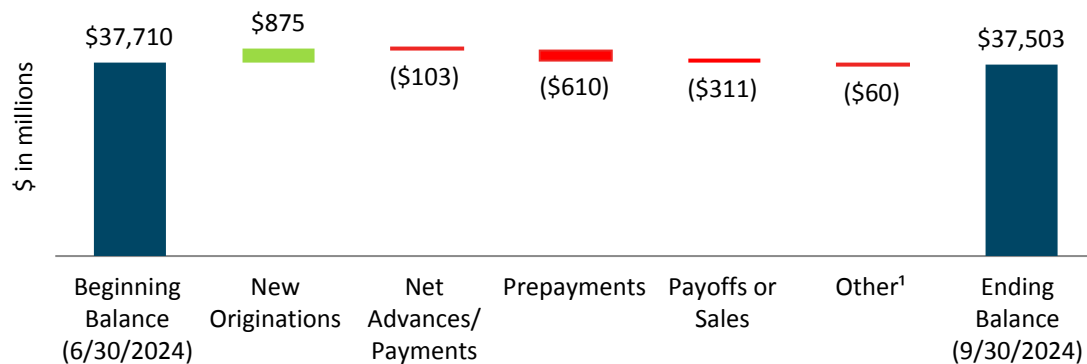 $ in millions
$37,710
$875
($103)
($610)
($311)
($60)
$37,503
Beginning
Balance
(6/30/2024)
New
Originations
Net
Advances/
Payments
Prepayments
Payoffs or
Sales
Other¹
Ending
Balance
(9/30/2024)